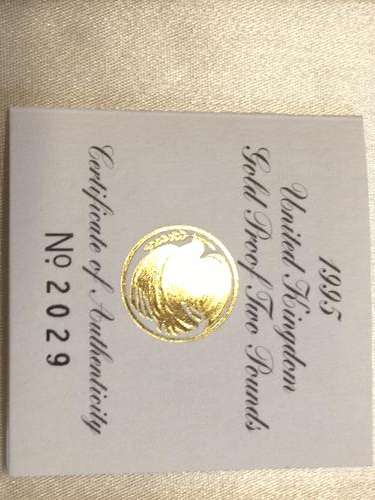 1995
United Kingdom
Gold Proof Two Pounds
Certificate of Authenticity
Nº 2029